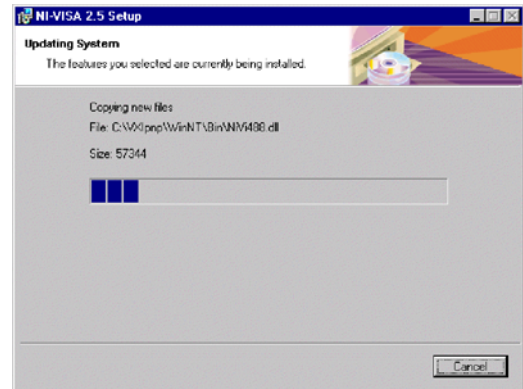 NI-VISA 2.5 Setup
Updating System
The features you selected are currently being installed.
Copying new files
File: C:\VXIpnp\WinNT\Bin\NiVi488.dll
Size: 57344
Cancel